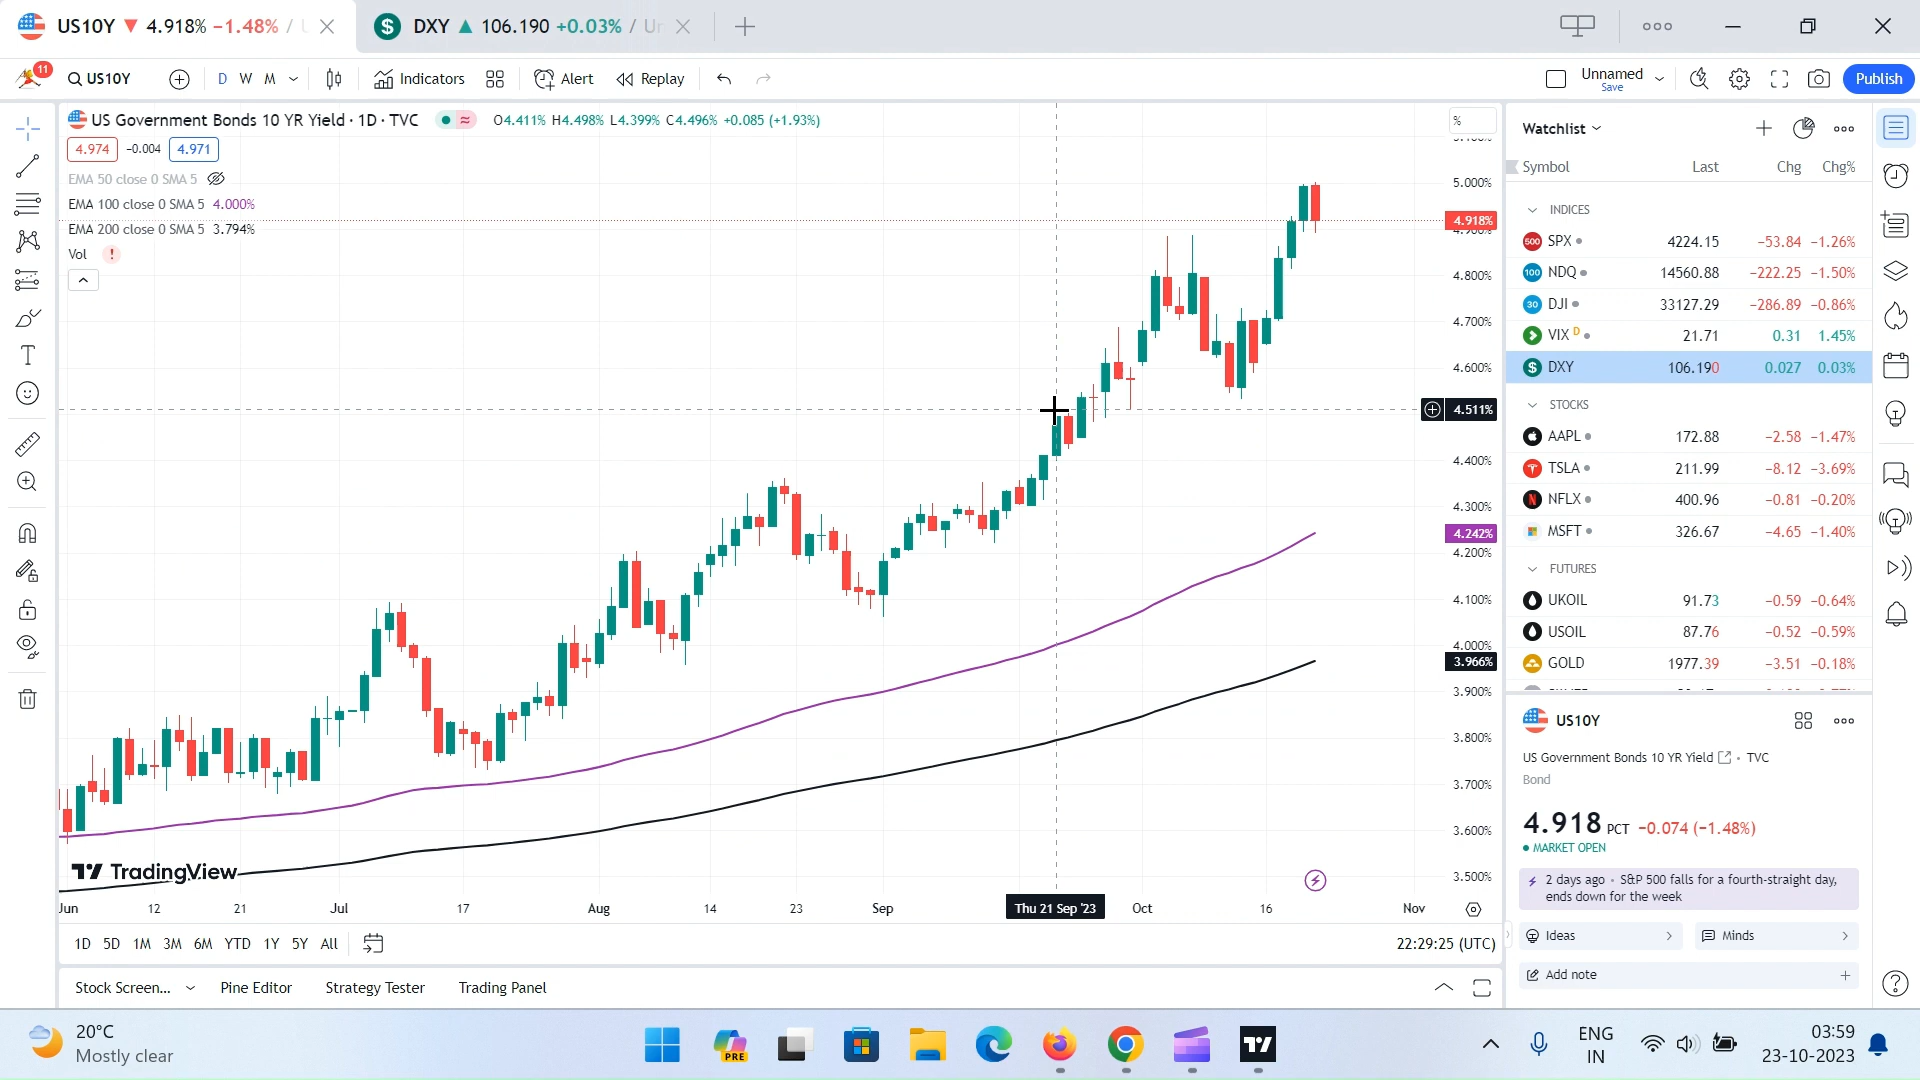 US10Y ▼ 4.918% −1.48% /
DXY ▲ 106.190 +0.03% / Un
11
US10Y
D W M
Indicators
Alert
Replay
Unnamed
Save
Publish
US Government Bonds 10 YR Yield · 1D · TVC
O4.411% H4.498% L4.399% C4.496% +0.085 (+1.93%)
%
4.974 −0.004 4.971
EMA 50 close 0 SMA 5
EMA 100 close 0 SMA 5 4.000%
EMA 200 close 0 SMA 5 3.794%
Vol
5.000%
4.918%
4.800%
4.700%
4.600%
4.511%
4.400%
4.300%
4.242%
4.200%
4.100%
4.000%
3.966%
3.900%
3.800%
3.700%
3.600%
3.500%
TradingView
Jun 12 21 Jul 17 Aug 14 23 Sep Thu 21 Sep '23 Oct 16 Nov
1D 5D 1M 3M 6M YTD 1Y 5Y All
22:29:25 (UTC)
Stock Screen... Pine Editor Strategy Tester Trading Panel
Watchlist
Symbol Last Chg Chg%
INDICES
500 SPX 4224.15 −53.84 −1.26%
100 NDQ 14560.88 −222.25 −1.50%
30 DJI 33127.29 −286.89 −0.86%
VIX D 21.71 0.31 1.45%
$ DXY 106.190 0.027 0.03%
STOCKS
AAPL 172.88 −2.58 −1.47%
TSLA 211.99 −8.12 −3.69%
NFLX 400.96 −0.81 −0.20%
MSFT 326.67 −4.65 −1.40%
FUTURES
UKOIL 91.73 −0.59 −0.64%
USOIL 87.76 −0.52 −0.59%
GOLD 1977.39 −3.51 −0.18%
US10Y
US Government Bonds 10 YR Yield • TVC
Bond
4.918 PCT −0.074 (−1.48%)
MARKET OPEN
2 days ago • S&P 500 falls for a fourth-straight day,
ends down for the week
Ideas
Minds
Add note
20°C
Mostly clear
PRE
ENG
IN
03:59
23-10-2023